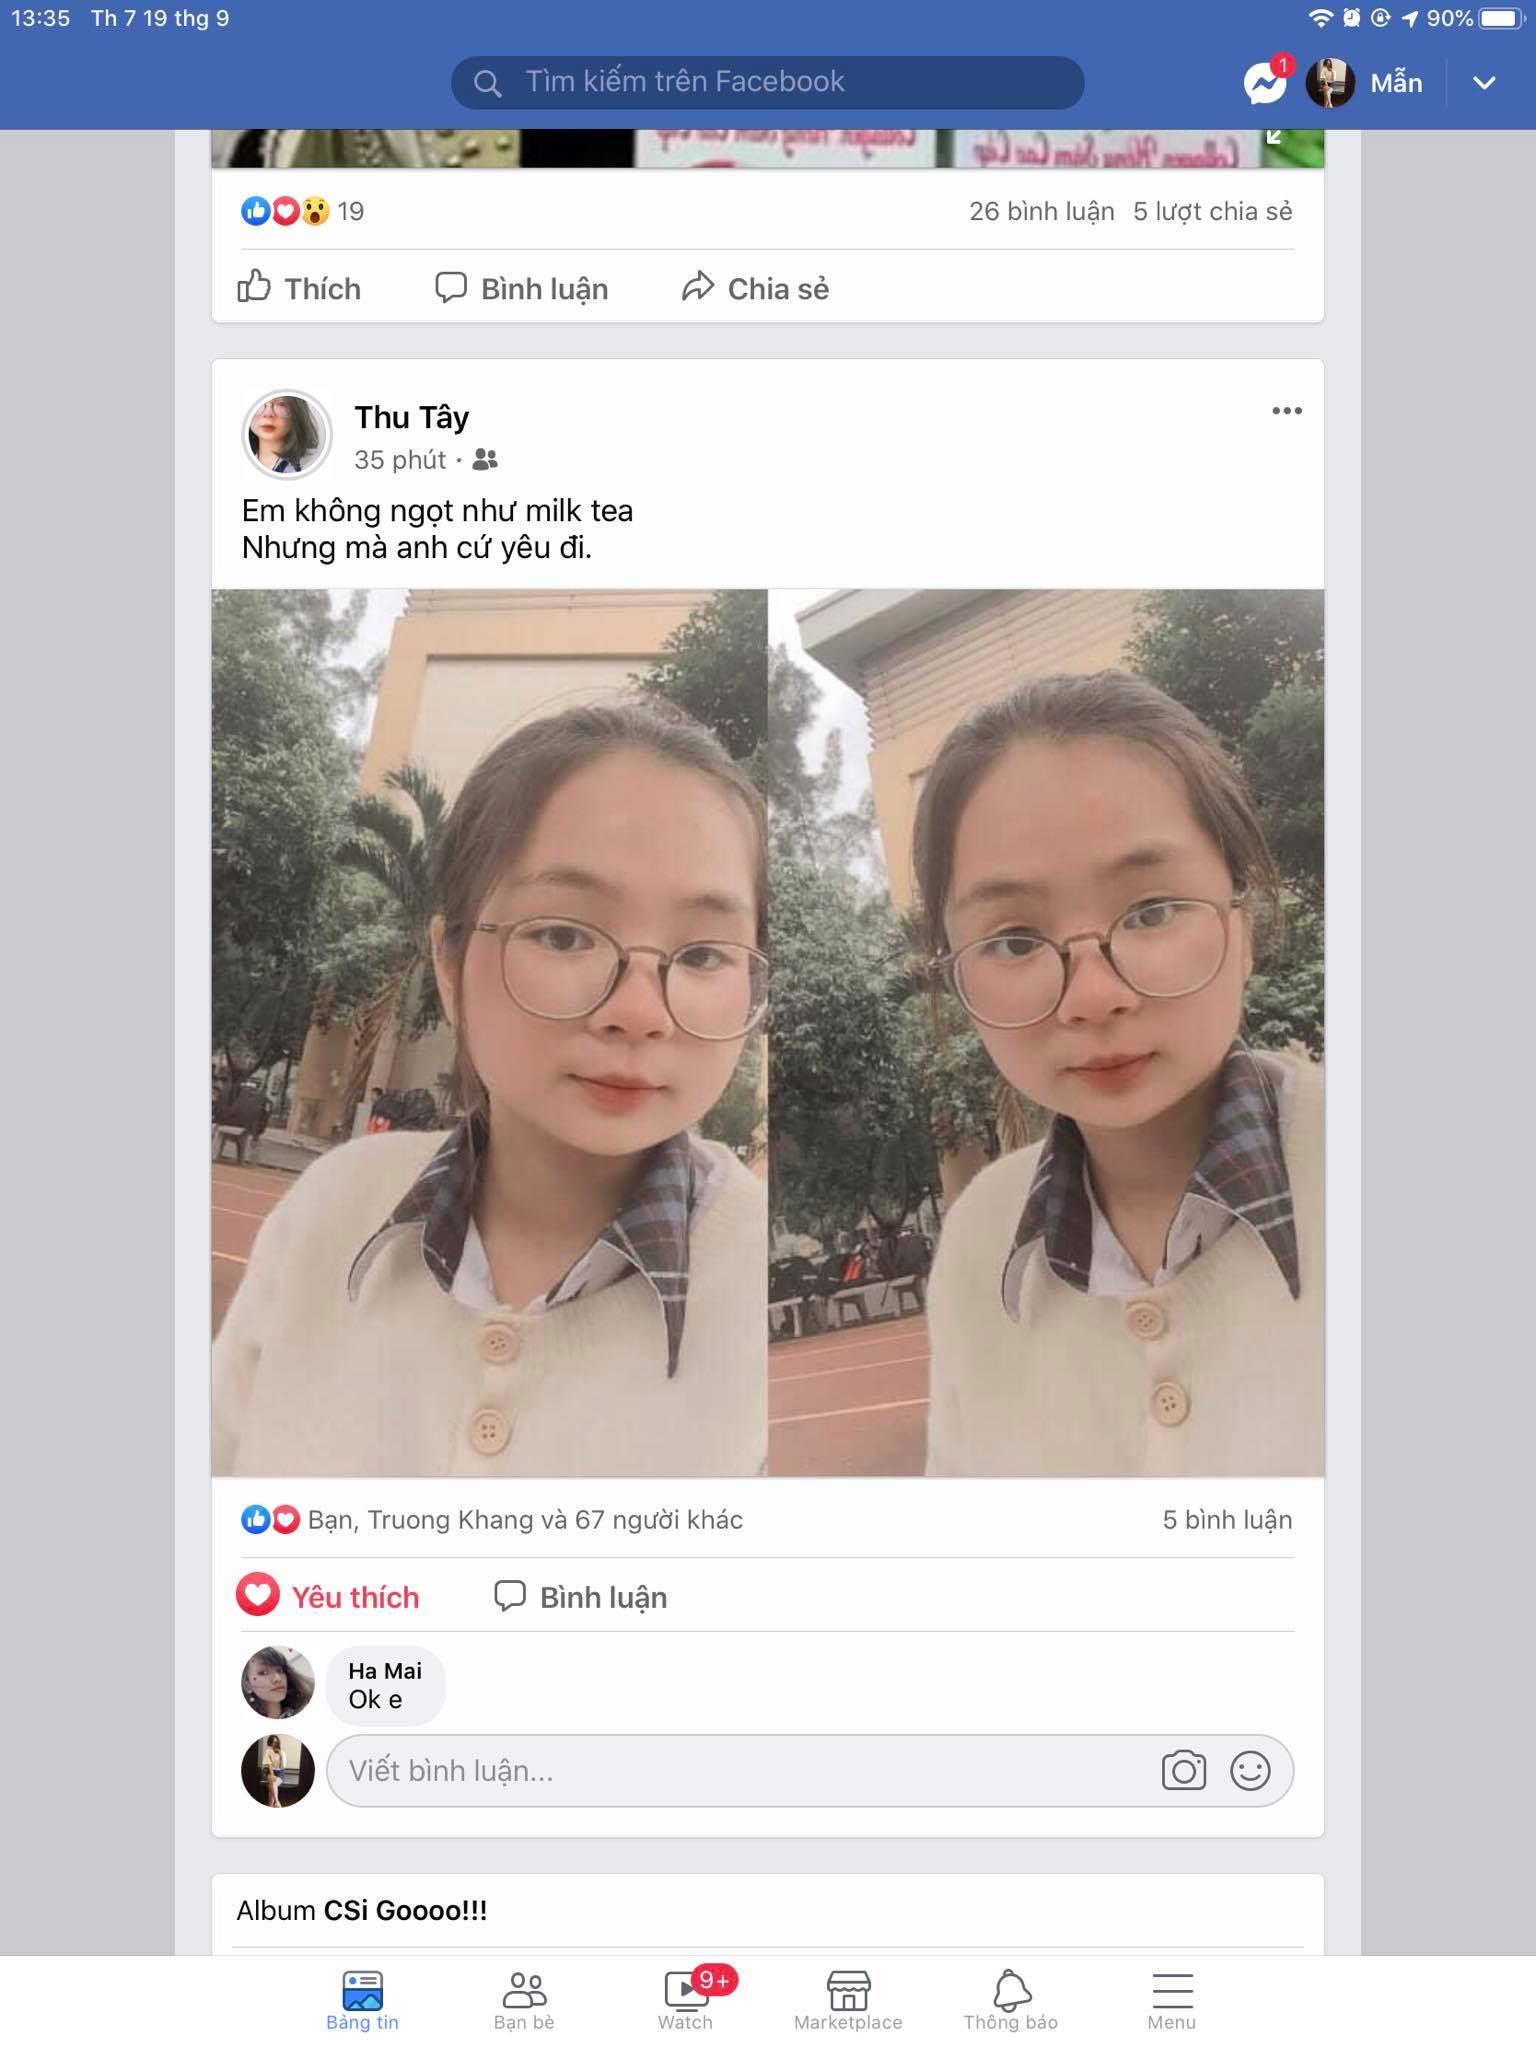 13:35 Th 7 19 thg 9 90%
Tìm kiếm trên Facebook
1
Mẫn
19
26 bình luận 5 lượt chia sẻ
Thích Bình luận Chia sẻ
Thu Tây
35 phút ·
Em không ngọt như milk tea
Nhưng mà anh cứ yêu đi.
Bạn, Truong Khang và 67 người khác
5 bình luận
Yêu thích Bình luận
Ha Mai
Ok e
Viết bình luận...
Album CSi Goooo!!!
9+
Bảng tin Bạn bè Watch Marketplace Thông báo Menu